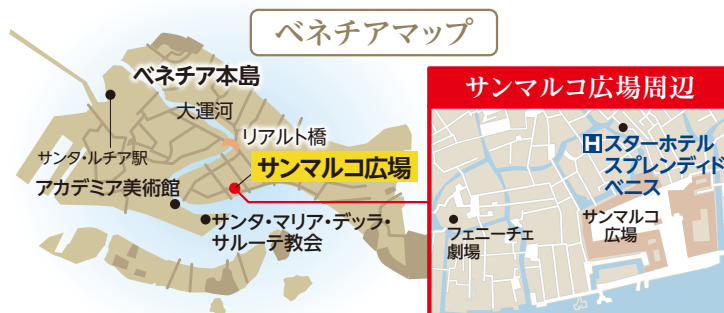 ベネチアマップ
ベネチア本島
大運河
リアルト橋
サンタ・ルチア駅
サンマルコ広場
アカデミア美術館
サンタ・マリア・デッラ・
サルーテ教会
サンマルコ広場周辺
H スターホテル
スプレンディド
ベニス
サンマルコ
広場
フェニーチェ
劇場